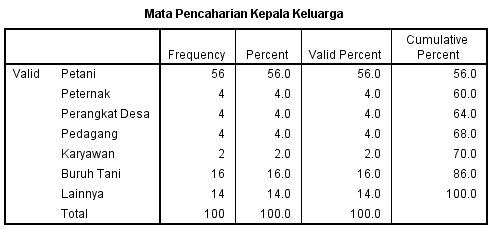 Mata Pencaharian Kepala Keluarga
Frequency Percent Valid Percent Cumulative Percent
Valid Petani 56 56.0 56.0 56.0
Peternak 4 4.0 4.0 60.0
Perangkat Desa 4 4.0 4.0 64.0
Pedagang 4 4.0 4.0 68.0
Karyawan 2 2.0 2.0 70.0
Buruh Tani 16 16.0 16.0 86.0
Lainnya 14 14.0 14.0 100.0
Total 100 100.0 100.0